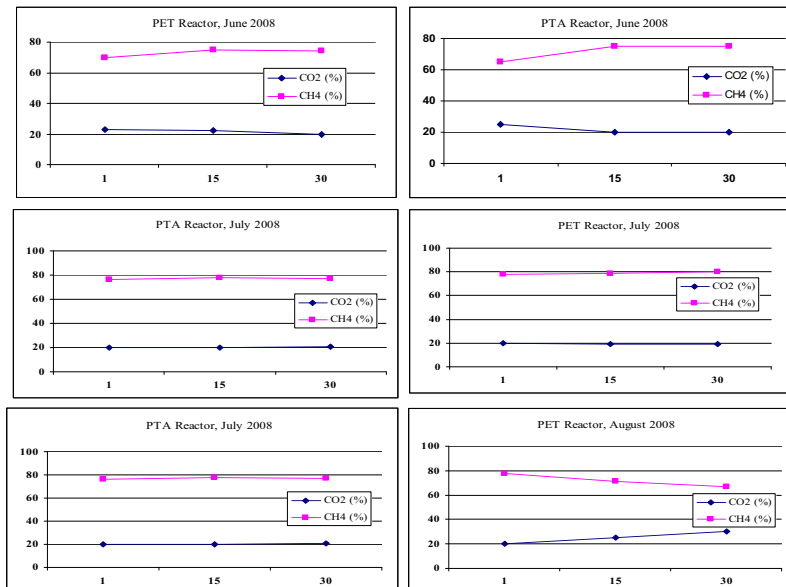 PET Reactor, June 2008
80
60
40
20
0
1 15 30
CO2 (%)
CH4 (%)
PTA Reactor, June 2008
80
60
40
20
0
1 15 30
CO2 (%)
CH4 (%)
PTA Reactor, July 2008
100
80
60
40
20
0
1 15 30
CO2 (%)
CH4 (%)
PET Reactor, July 2008
100
80
60
40
20
0
1 15 30
CO2 (%)
CH4 (%)
PTA Reactor, July 2008
100
80
60
40
20
0
1 15 30
CO2 (%)
CH4 (%)
PET Reactor, August 2008
100
80
60
40
20
0
1 15 30
CO2 (%)
CH4 (%)